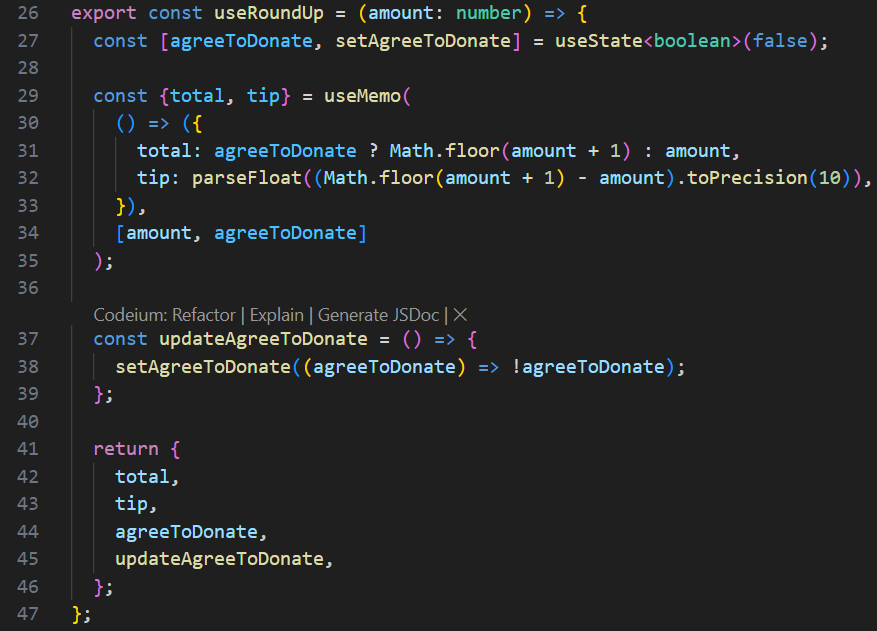 26 export const useRoundUp = (amount: number) => {
27 const [agreeToDonate, setAgreeToDonate] = useState<boolean>(false);
28
29 const {total, tip} = useMemo(
30 () => ({
31 total: agreeToDonate ? Math.floor(amount + 1) : amount,
32 tip: parseFloat((Math.floor(amount + 1) - amount).toPrecision(10)),
33 }),
34 [amount, agreeToDonate]
35 );
36
Codeium: Refactor | Explain | Generate JSDoc | ×
37 const updateAgreeToDonate = () => {
38 setAgreeToDonate((agreeToDonate) => !agreeToDonate);
39 };
40
41 return {
42 total,
43 tip,
44 agreeToDonate,
45 updateAgreeToDonate,
46 };
47 };